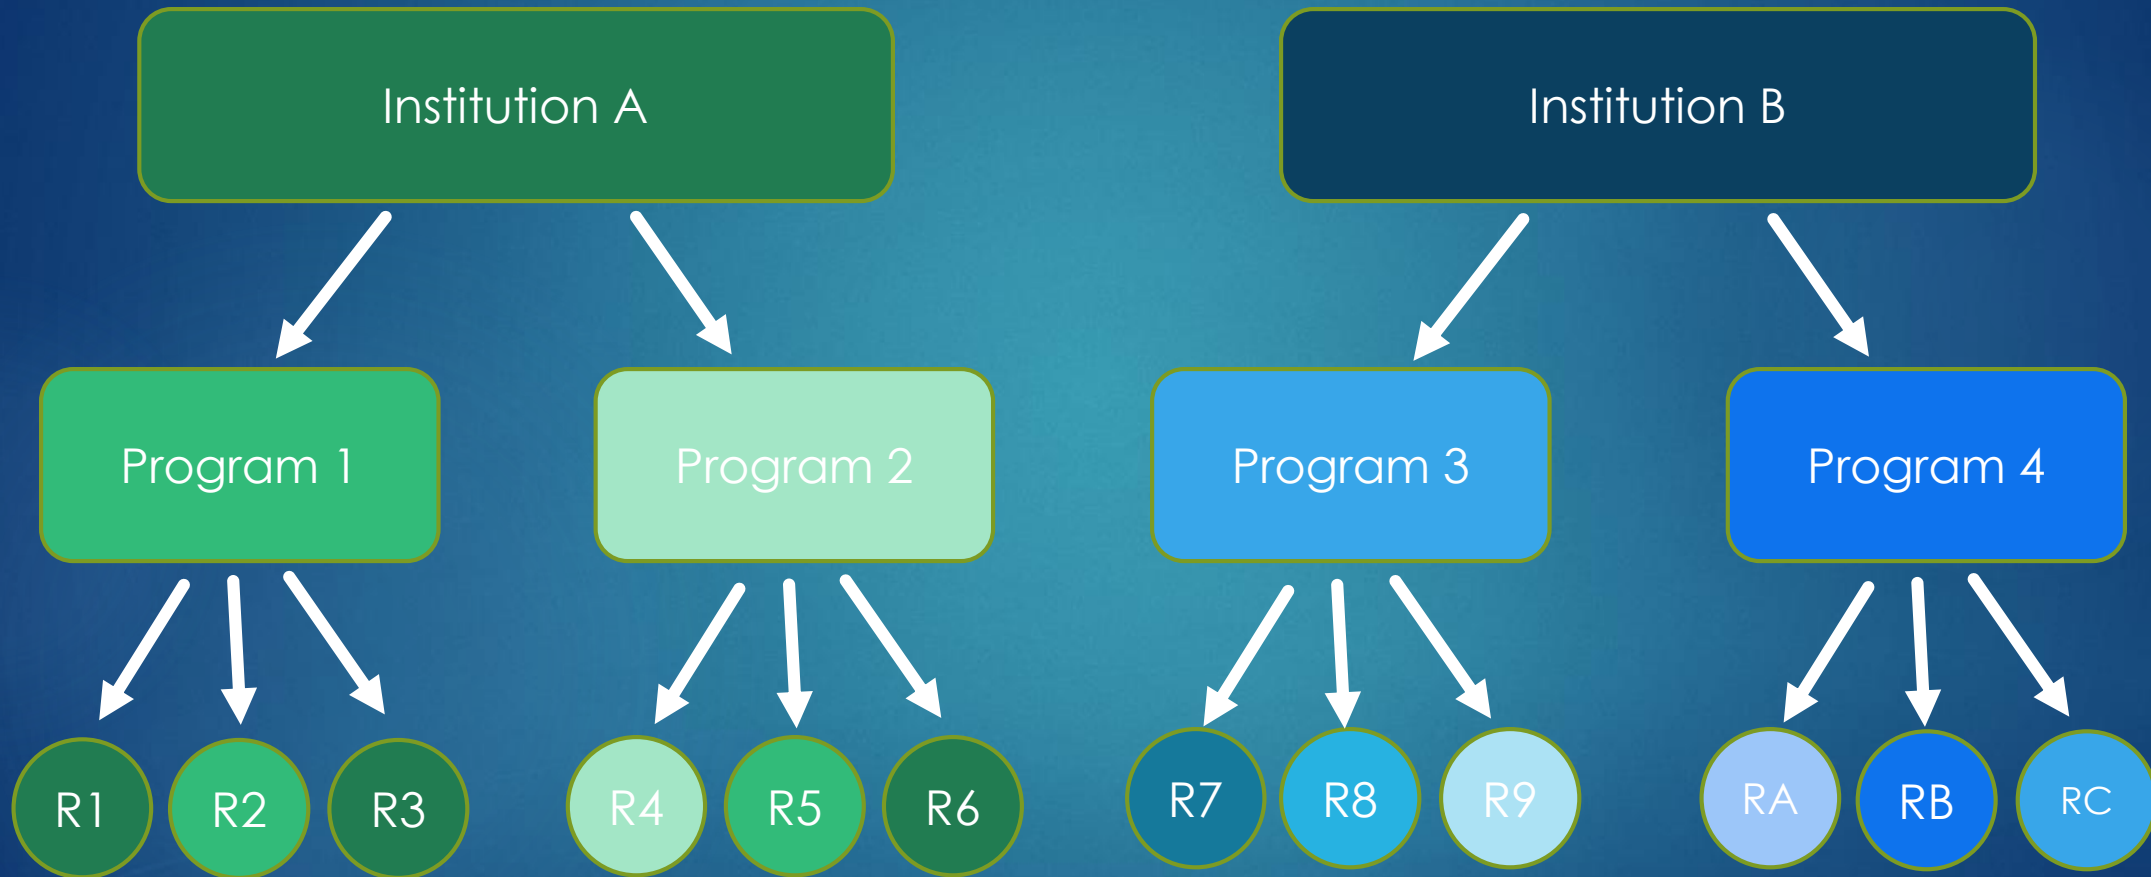 Institution A
Institution B
Program 1
Program 2
Program 3
Program 4
R1
R2
R3
R4
R5
R6
R7
R8
R9
RA
RB
RC